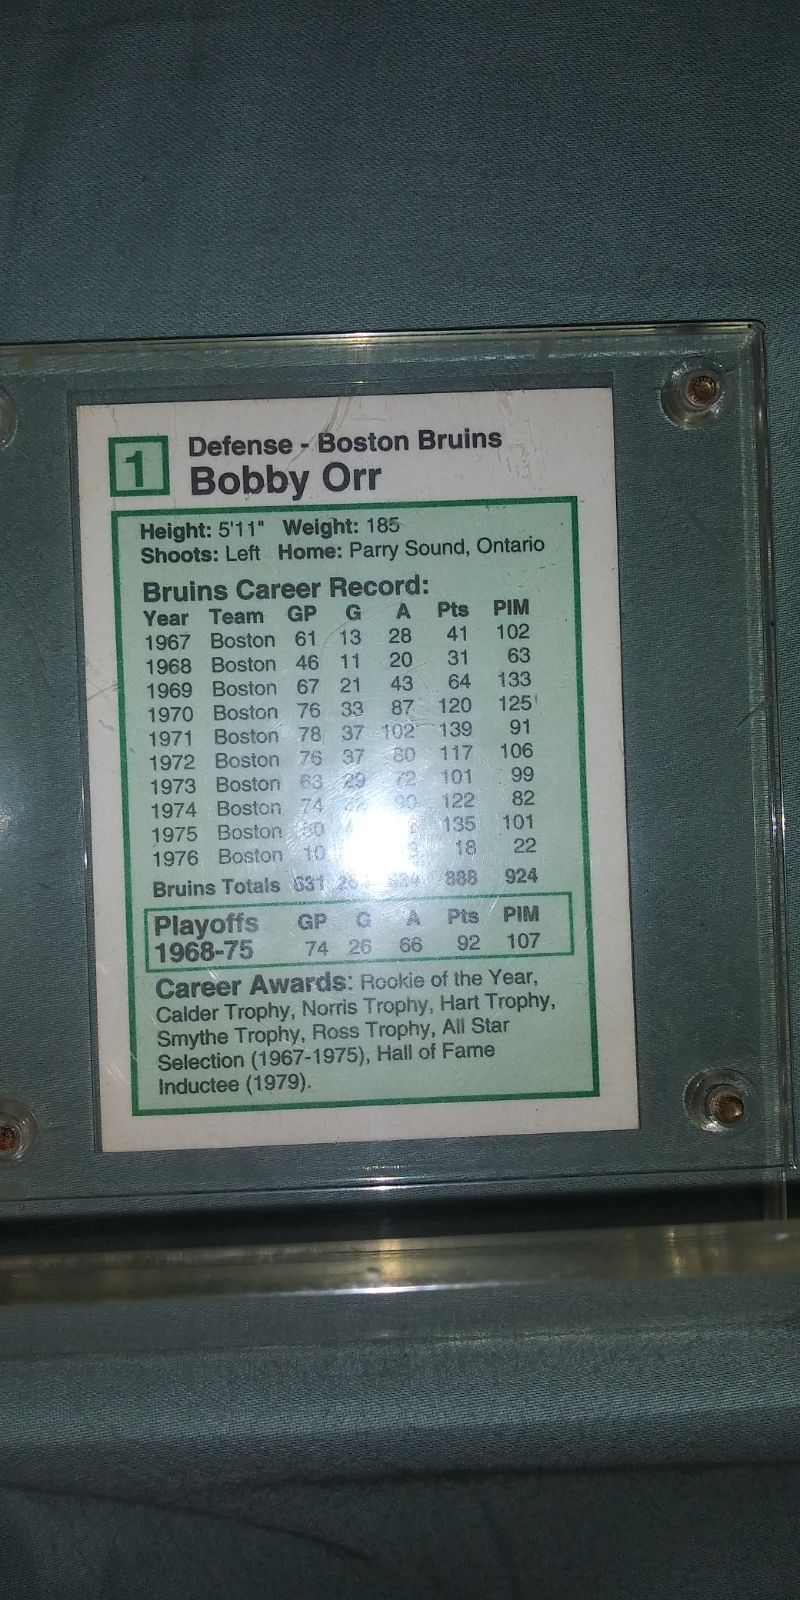 1
Defense - Boston Bruins
Bobby Orr
Height: 5'11" Weight: 185
Shoots: Left Home: Parry Sound, Ontario
Bruins Career Record:
Year Team GP G A Pts PIM
1967 Boston 61 13 28 41 102
1968 Boston 46 11 20 31 63
1969 Boston 67 21 43 64 133
1970 Boston 76 33 87 120 125
1971 Boston 78 37 102 139 91
1972 Boston 76 37 80 117 106
1973 Boston 63 29 72 101 99
1974 Boston 74 90 122 82
1975 Boston 135 101
1976 Boston 10 18 22
Bruins Totals 631 888 924
Playoffs GP G A Pts PIM
1968-75 74 26 66 92 107
Career Awards: Rookie of the Year,
Calder Trophy, Norris Trophy, Hart Trophy,
Smythe Trophy, Ross Trophy, All Star
Selection (1967-1975), Hall of Fame
Inductee (1979).